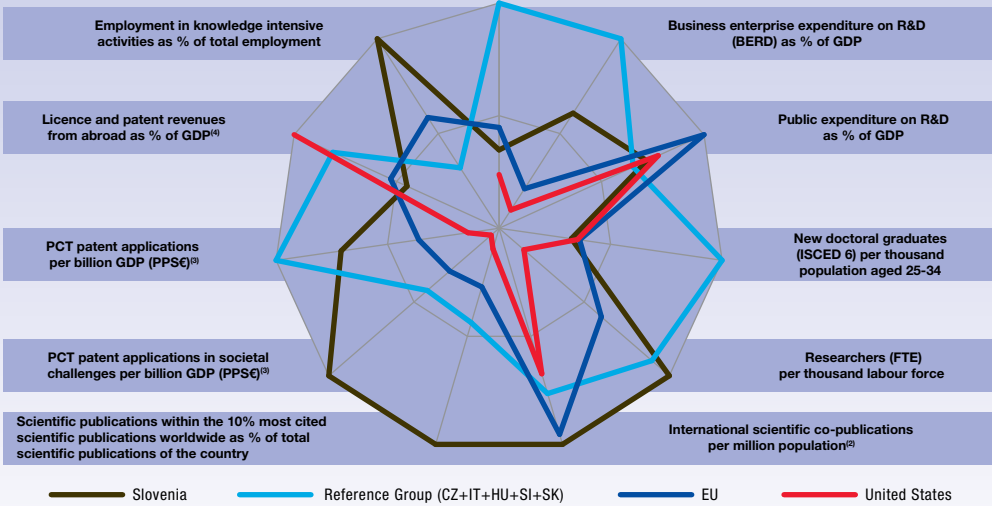 Employment in knowledge intensive
activities as % of total employment
Business enterprise expenditure on R&D
(BERD) as % of GDP
Licence and patent revenues
from abroad as % of GDP(4)
Public expenditure on R&D
as % of GDP
PCT patent applications
per billion GDP (PPS€)(3)
New doctoral graduates
(ISCED 6) per thousand
population aged 25-34
PCT patent applications in societal
challenges per billion GDP (PPS€)(3)
Researchers (FTE)
per thousand labour force
Scientific publications within the 10% most cited
scientific publications worldwide as % of total
scientific publications of the country
International scientific co-publications
per million population(2)
Slovenia
Reference Group (CZ+IT+HU+SI+SK)
EU
United States